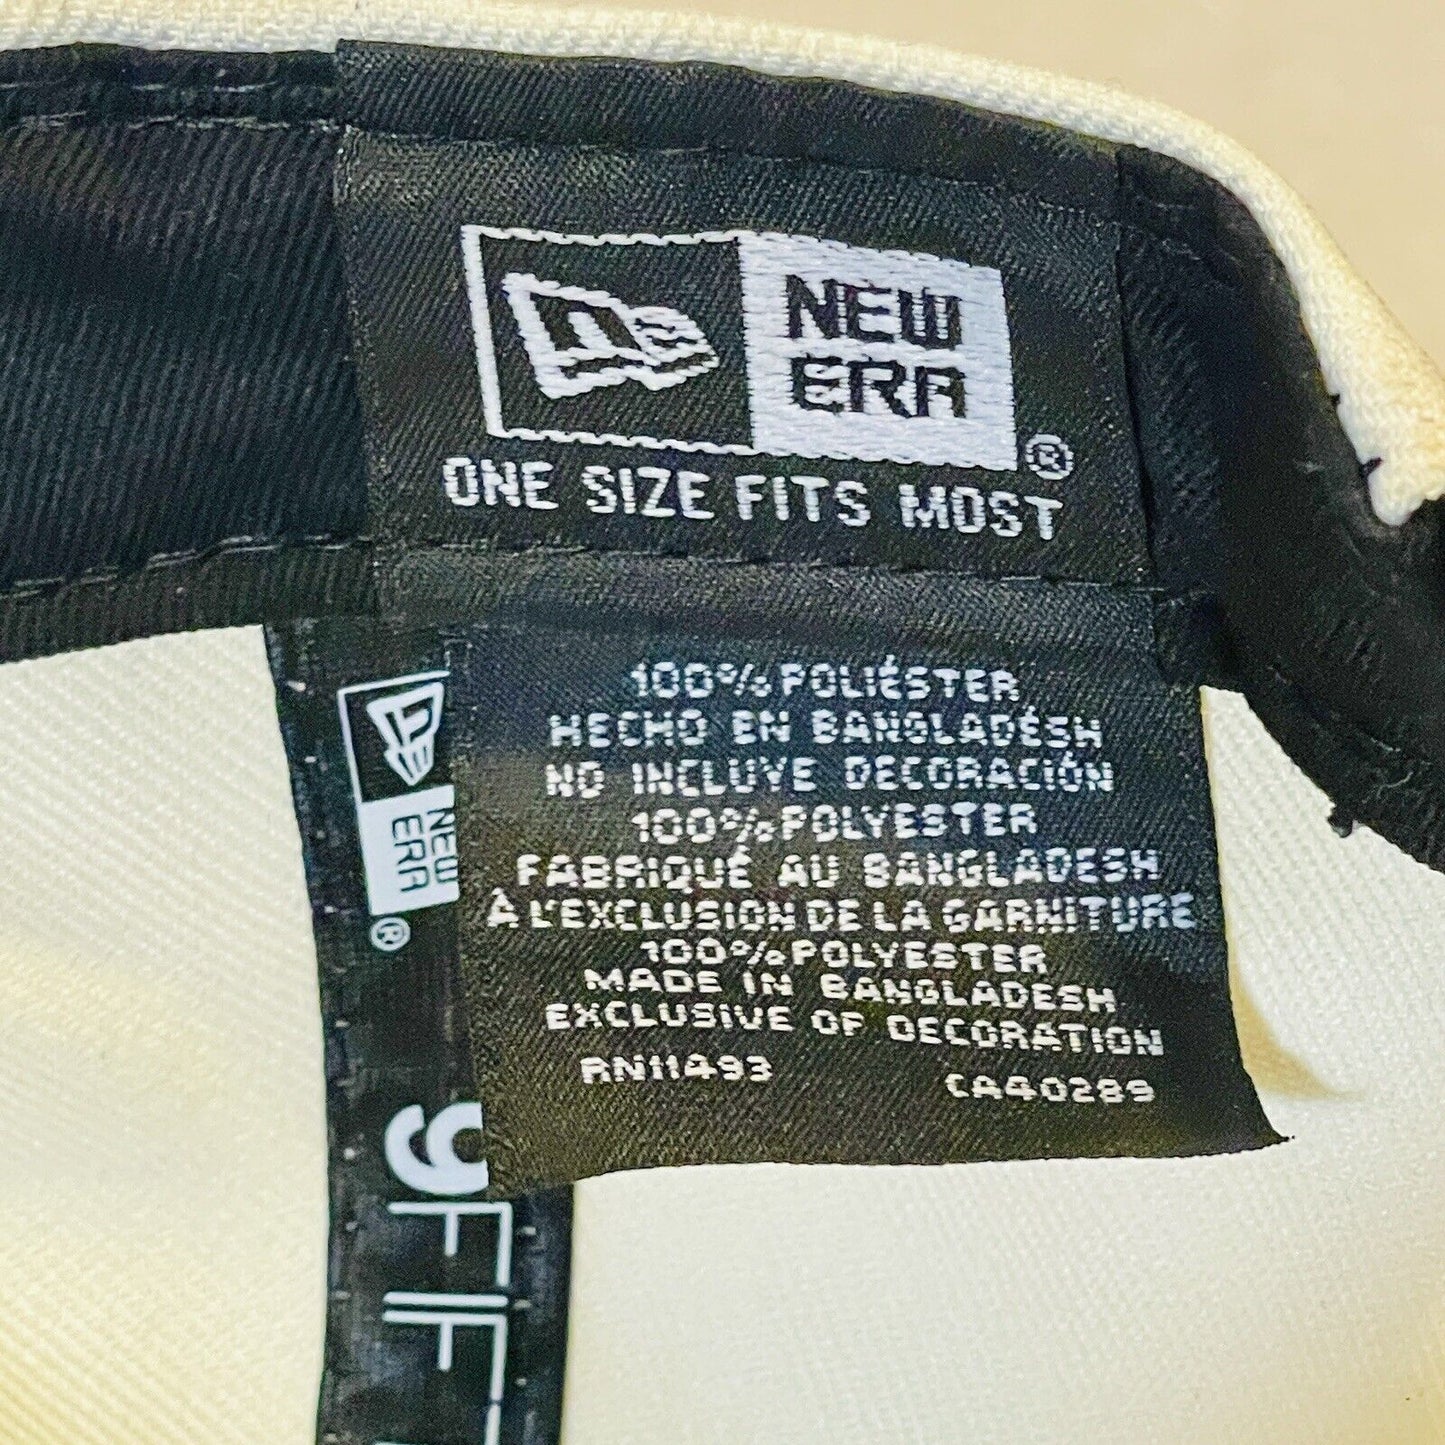 NEW
ERA
®
ONE SIZE FITS MOST
100% POLIÉSTER
HECHO EN BANGLADÉSH
NO INCLUYE DECORACIÓN
100% POLYESTER
FABRIQUÉ AU BANGLADESH
À L'EXCLUSION DE LA GARNITURE
100% POLYESTER
MADE IN BANGLADESH
EXCLUSIVE OF DECORATION
RN11493 CA40289
NEW
ERA
®
9FIF